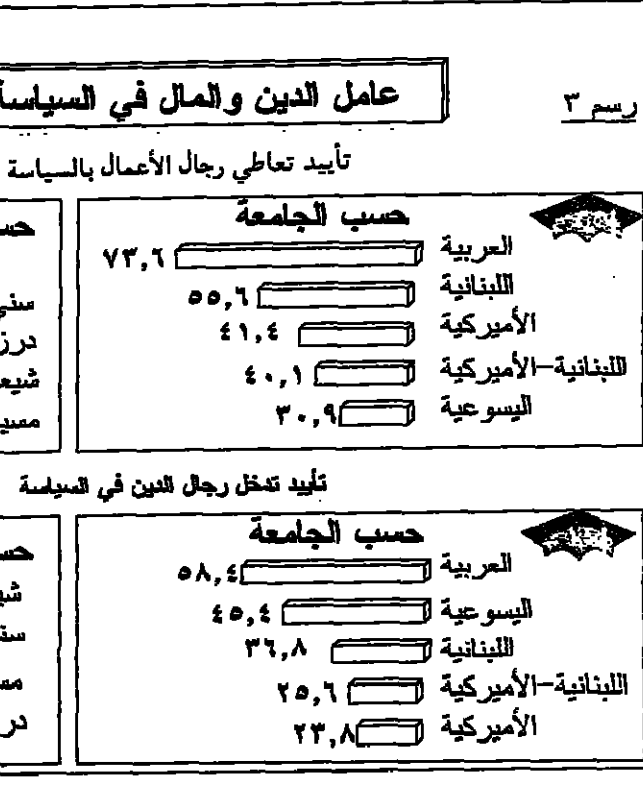 رسم ٣
عامل الدين والمال في السياسة
تأييد تعاطي رجال الأعمال بالسياسة
حسب الجامعة
العربية ٧٣,٦
اللبنانية ٥٥,٦
الأميركية ٤١,٤
اللبنانية-الأميركية ٤٠,١
اليسوعية ٣٠,٩
تأييد تدخل رجال الدين في السياسة
حسب الجامعة
العربية ٥٨,٤
اليسوعية ٤٥,٤
اللبنانية ٣٦,٨
اللبنانية-الأميركية ٢٥,٦
الأميركية ٢٣,٨